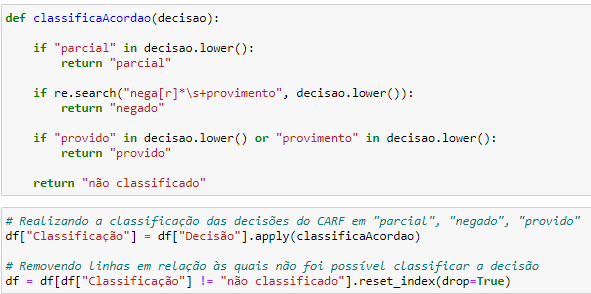 def classificaAcordao(decisao):
    if "parcial" in decisao.lower():
        return "parcial"
    if re.search("nega[r]*\s+provimento", decisao.lower()):
        return "negado"
    if "provido" in decisao.lower() or "provimento" in decisao.lower():
        return "provido"
    return "não classificado"
# Realizando a classificação das decisões do CARF em "parcial", "negado", "provido"
df["Classificação"] = df["Decisão"].apply(classificaAcordao)
# Removendo linhas em relação às quais não foi possível classificar a decisão
df = df[df["Classificação"] != "não classificado"].reset_index(drop=True)